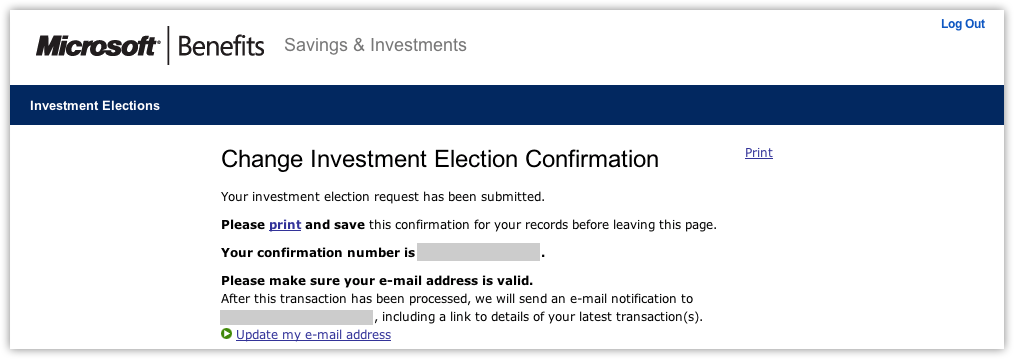 Log Out
Microsoft® Benefits Savings & Investments
Investment Elections
Change Investment Election Confirmation
Print
Your investment election request has been submitted.
Please print and save this confirmation for your records before leaving this page.
Your confirmation number is .
Please make sure your e-mail address is valid.
After this transaction has been processed, we will send an e-mail notification to
, including a link to details of your latest transaction(s).
Update my e-mail address